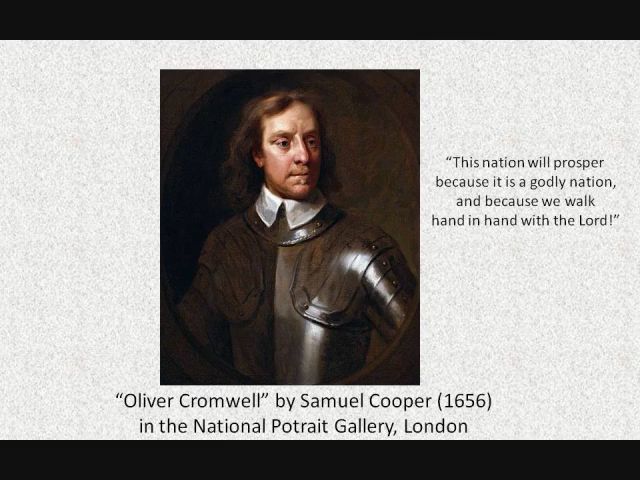 “This nation will prosper
because it is a godly nation,
and because we walk
hand in hand with the Lord!”
“Oliver Cromwell” by Samuel Cooper (1656)
in the National Potrait Gallery, London